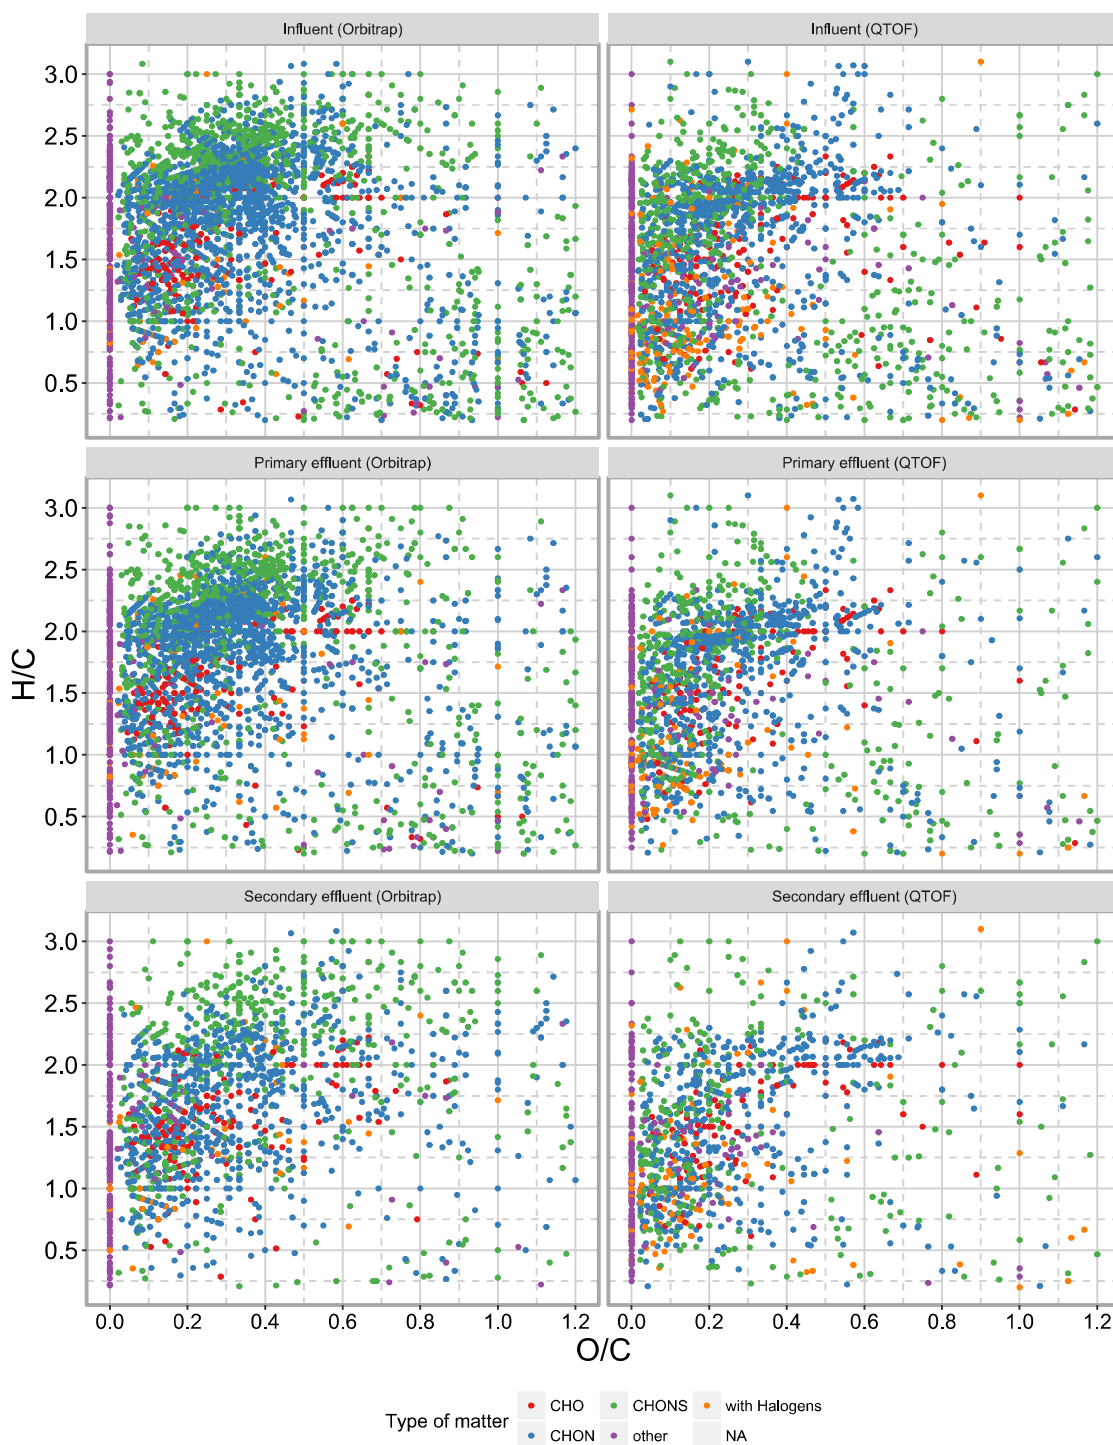 Influent (Orbitrap)
Influent (QTOF)
3.0
2.5
2.0
1.5
1.0
0.5
Primary effluent (Orbitrap)
Primary effluent (QTOF)
3.0
2.5
2.0
1.5
1.0
0.5
H/C
Secondary effluent (Orbitrap)
Secondary effluent (QTOF)
3.0
2.5
2.0
1.5
1.0
0.5
0.0 0.2 0.4 0.6 0.8 1.0 1.2
0.0 0.2 0.4 0.6 0.8 1.0 1.2
O/C
Type of matter
CHO CHONS with Halogens
CHON other NA